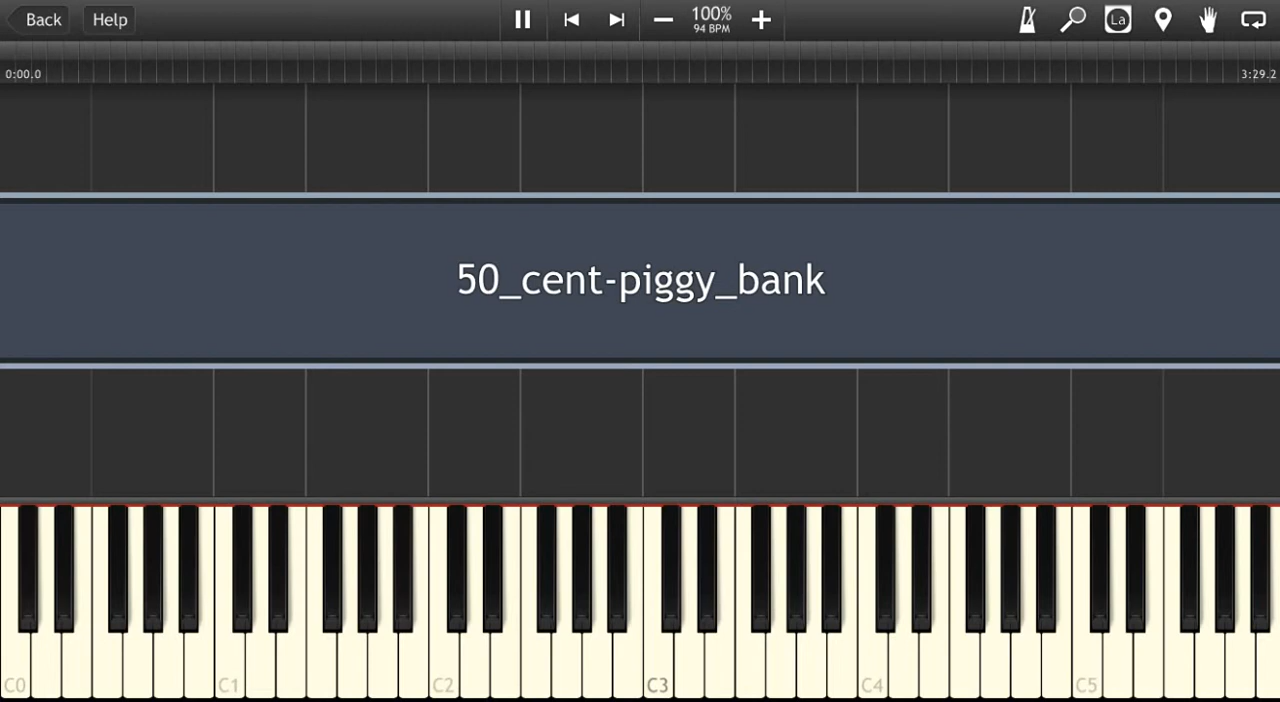 Back Help 100% La
94 BPM
0:00.0 3:29.2
50_cent-piggy_bank
C0 C1 C2 C3 C4 C5